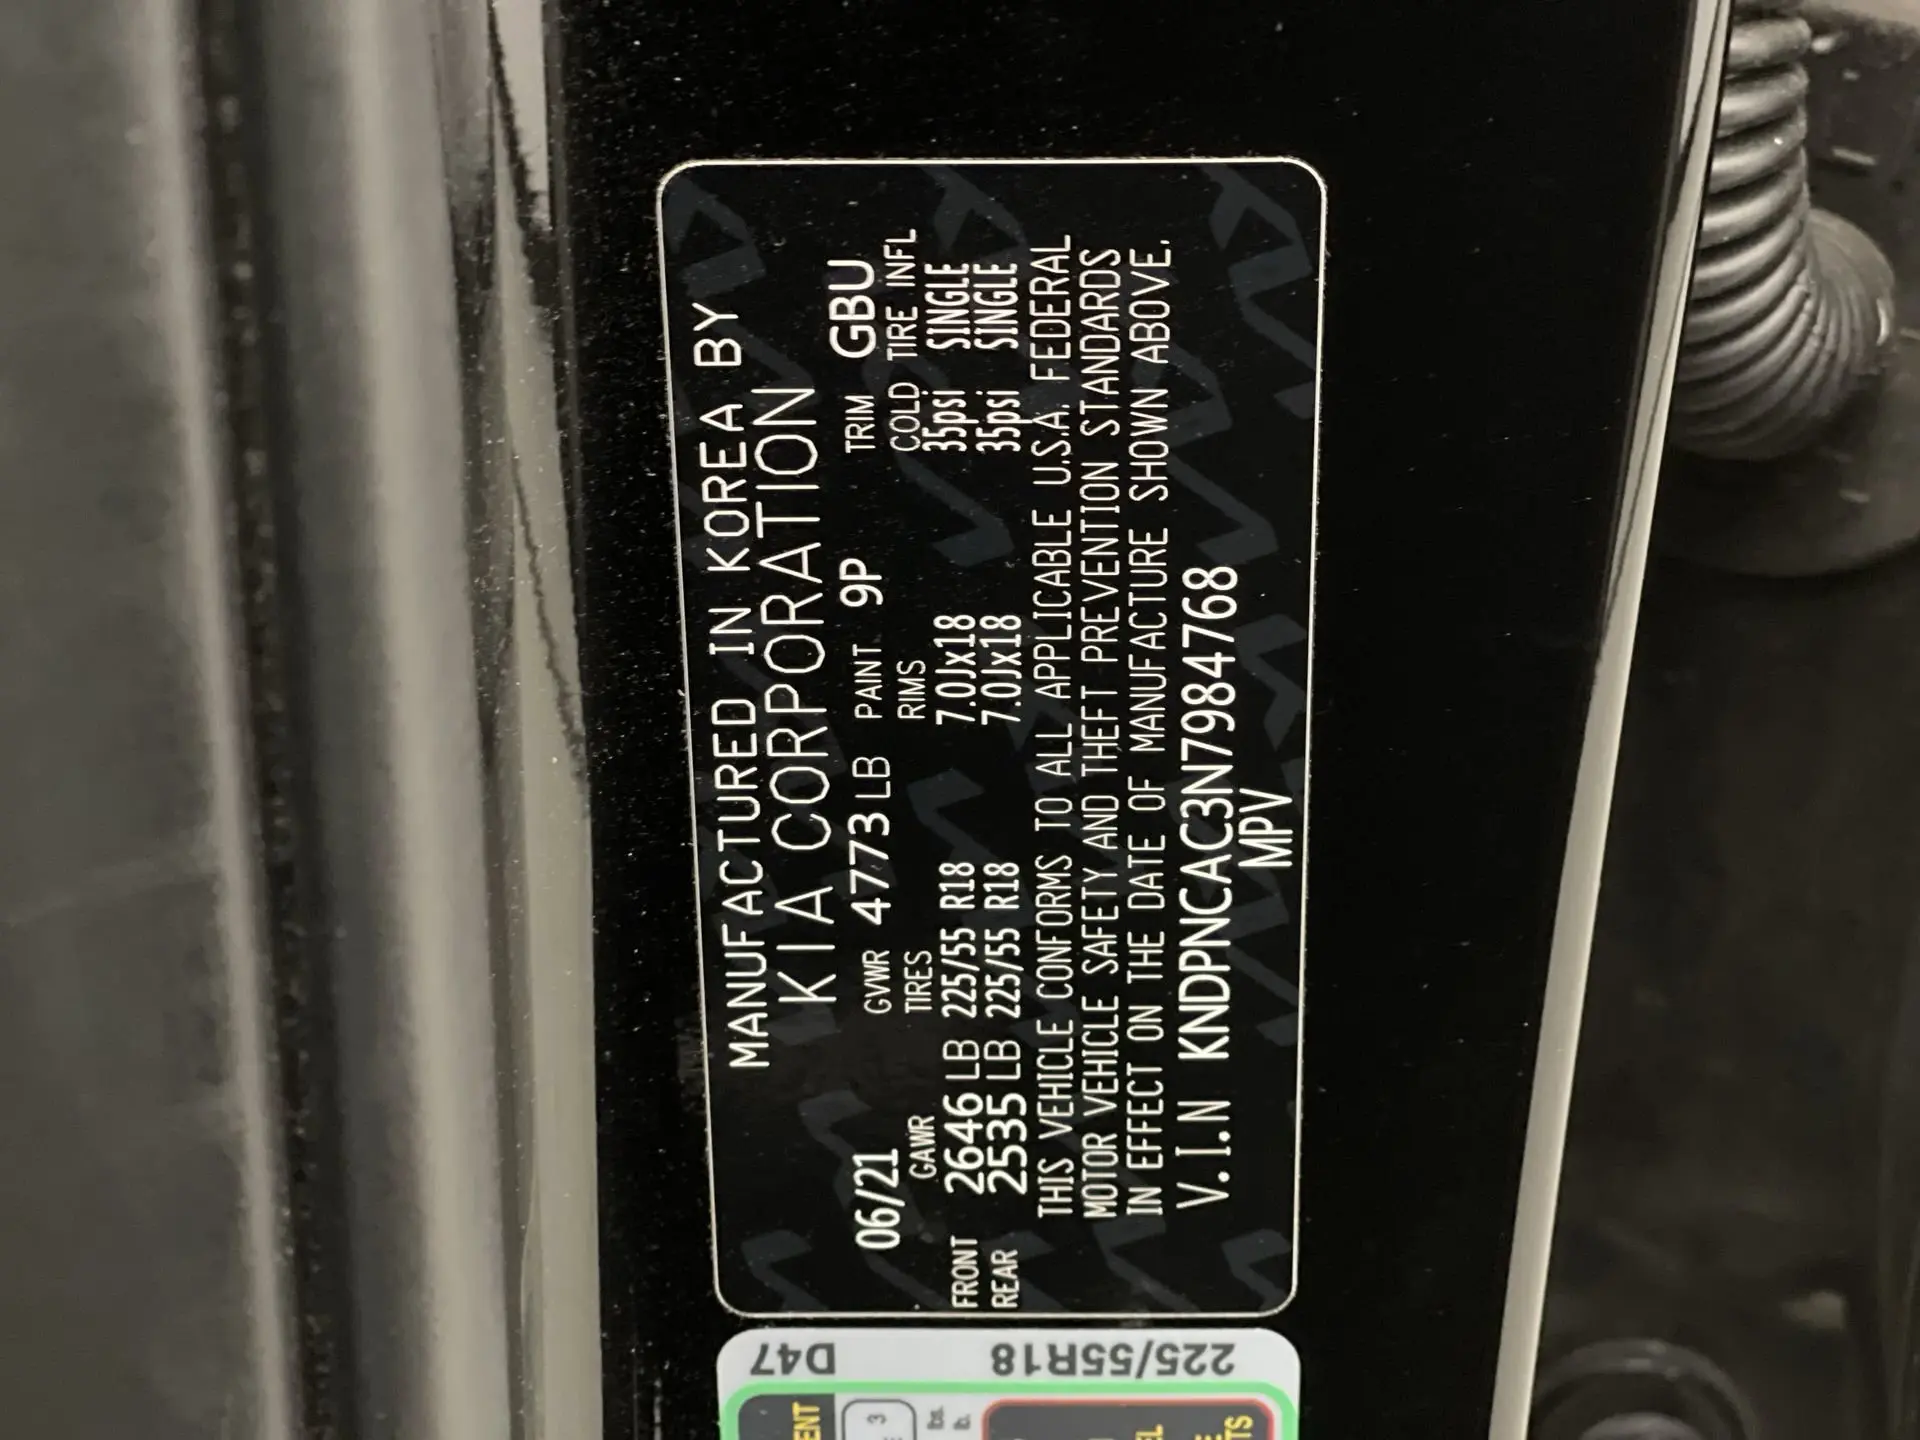 MANUFACTURED IN KOREA BY
KIA CORPORATION
06/21 GVWR 4773 LB PAINT 9P TRIM GBU
GAWR TIRES RIMS COLD TIRE INFL
FRONT 2646 LB 225/55 R18 7.0Jx18 35psi SINGLE
REAR 2535 LB 225/55 R18 7.0Jx18 35psi SINGLE
THIS VEHICLE CONFORMS TO ALL APPLICABLE U.S.A. FEDERAL
MOTOR VEHICLE SAFETY AND THEFT PREVENTION STANDARDS
IN EFFECT ON THE DATE OF MANUFACTURE SHOWN ABOVE.
V.I.N KNDPNCAC3N7984768
MPV
D47
225/55R18
3